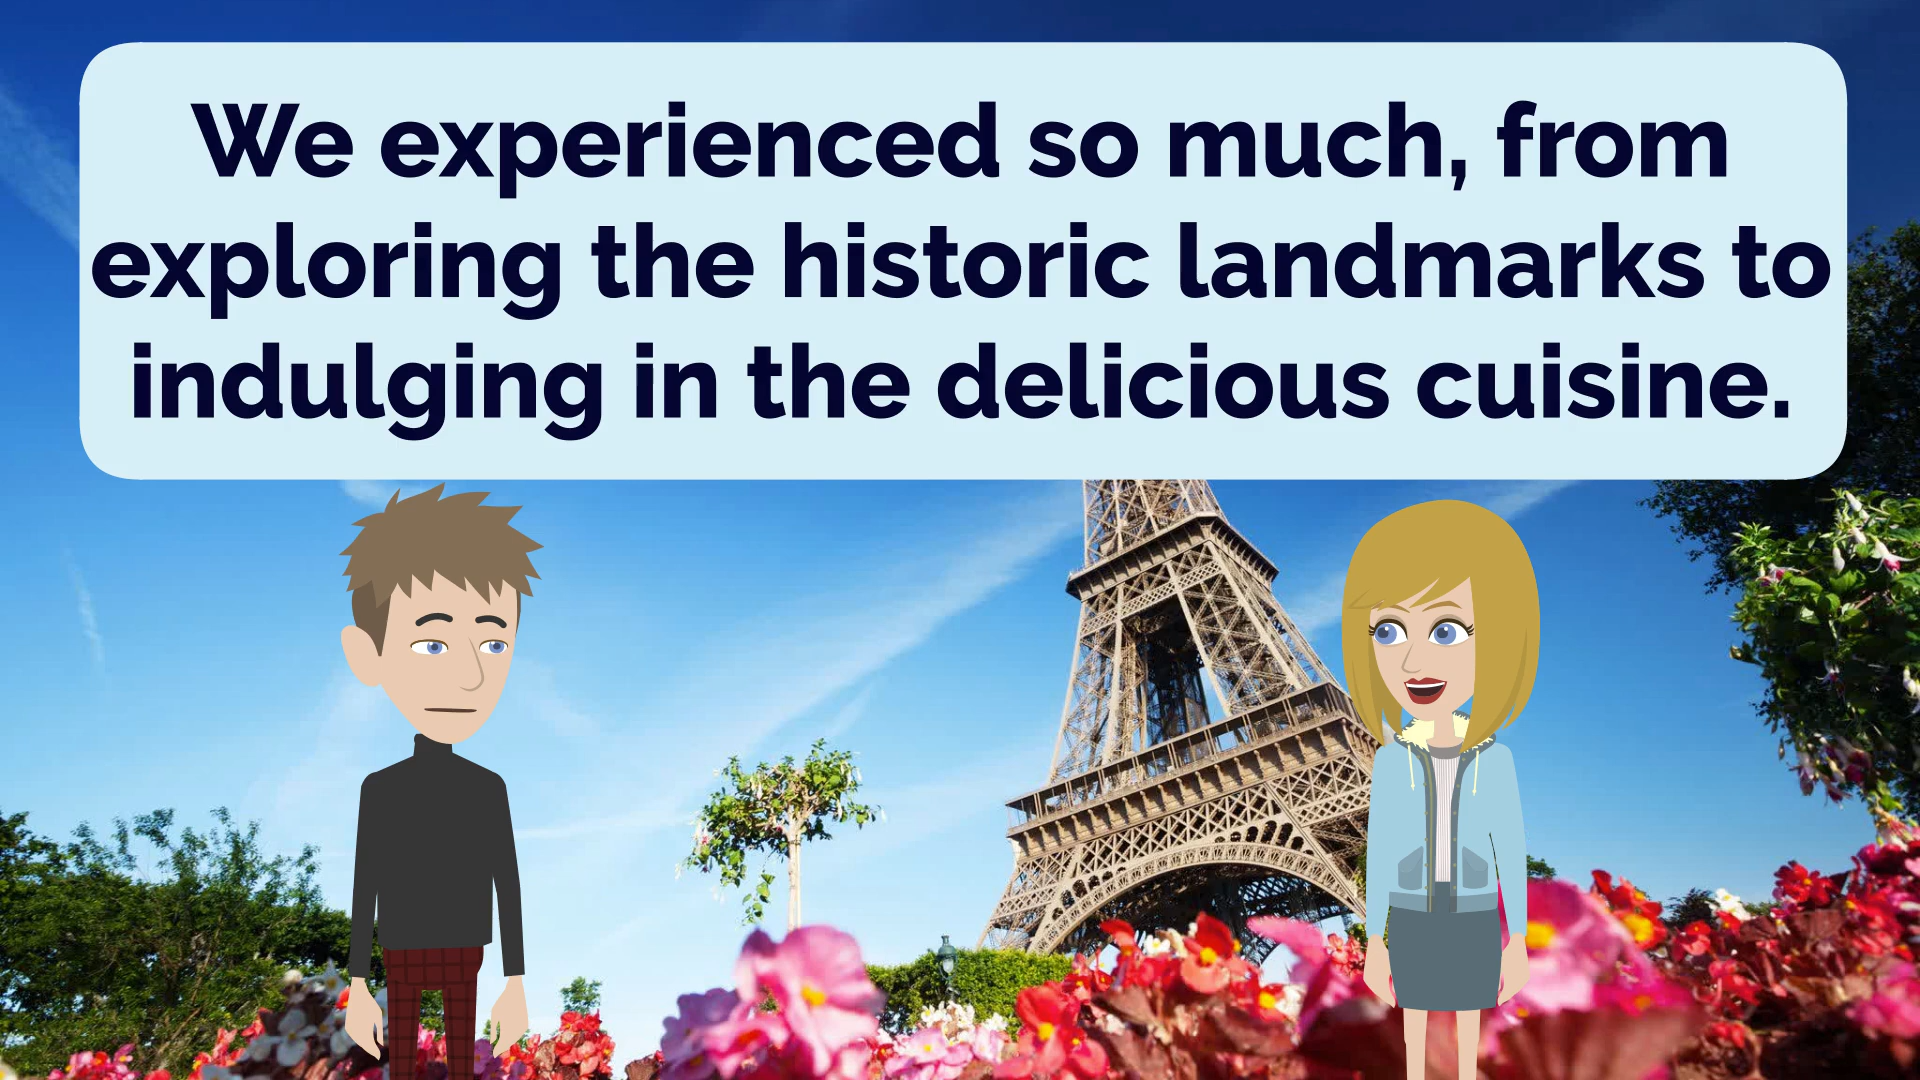 We experienced so much, from
exploring the historic landmarks to
indulging in the delicious cuisine.